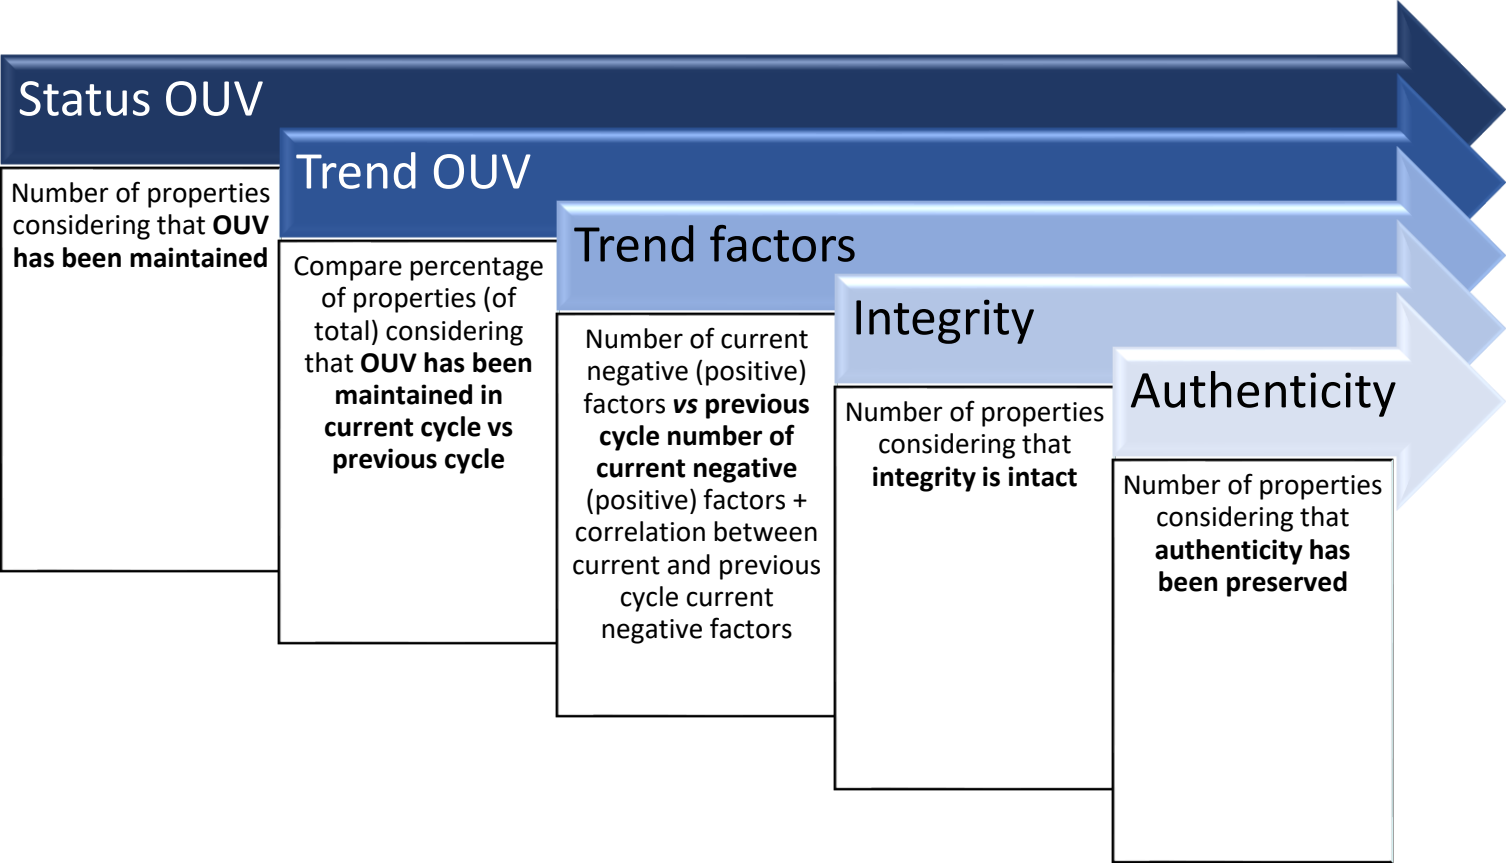 Status OUV
Number of properties
considering that OUV
has been maintained
Trend OUV
Compare percentage
of properties (of
total) considering
that OUV has been
maintained in
current cycle vs
previous cycle
Trend factors
Number of current
negative (positive)
factors vs previous
cycle number of
current negative
(positive) factors +
correlation between
current and previous
cycle current
negative factors
Integrity
Number of properties
considering that
integrity is intact
Authenticity
Number of properties
considering that
authenticity has
been preserved